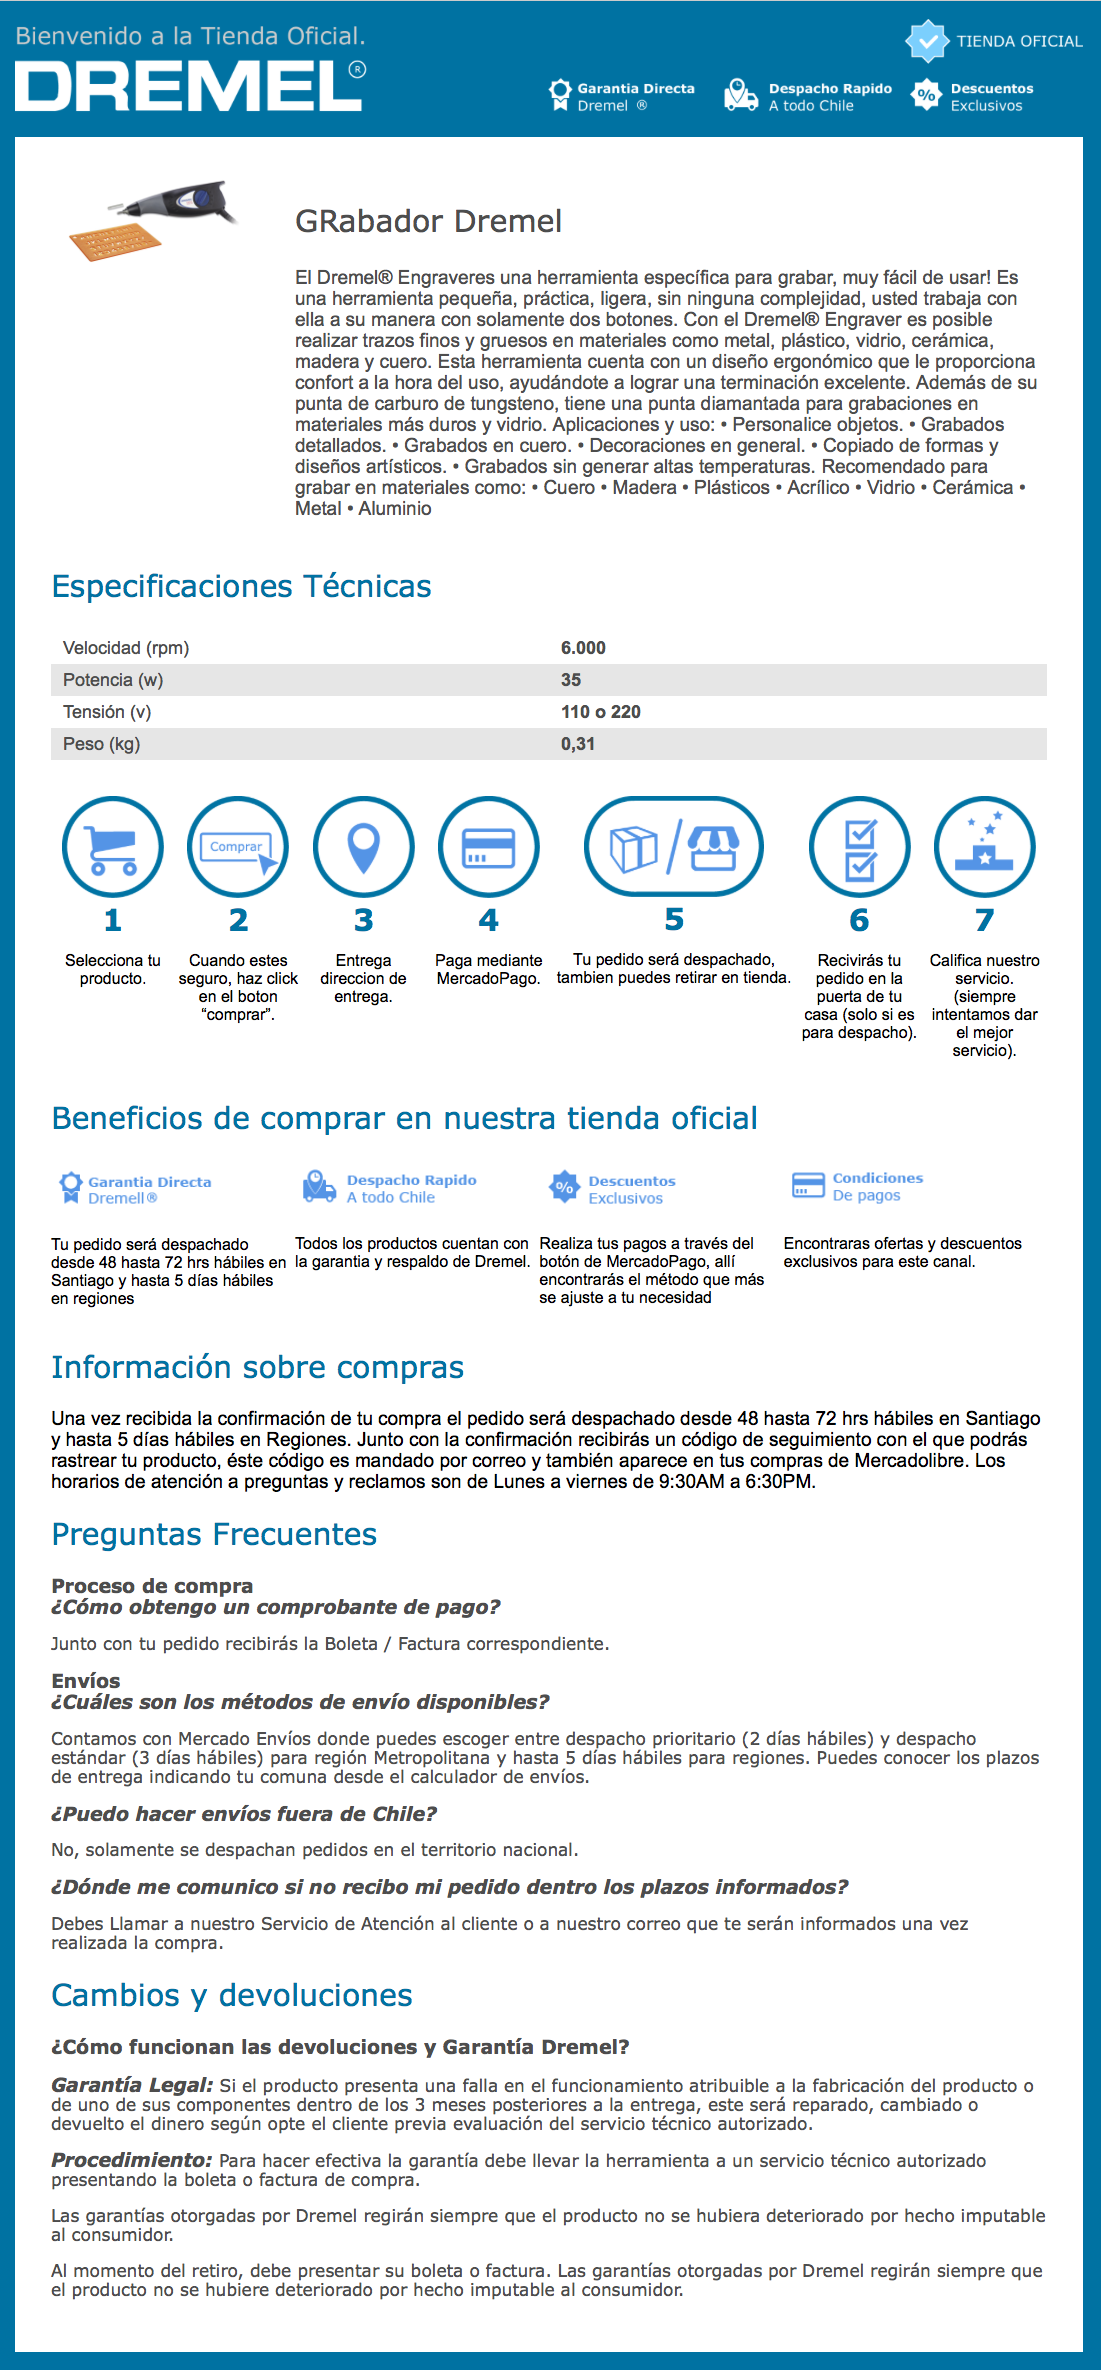 Bienvenido a la Tienda Oficial.
DREMEL®
TIENDA OFICIAL
Garantia Directa
Dremel ®
Despacho Rapido
A todo Chile
%
Descuentos
Exclusivos
GRabador Dremel
El Dremel® Engraveres una herramienta específica para grabar, muy fácil de usar! Es
una herramienta pequeña, práctica, ligera, sin ninguna complejidad, usted trabaja con
ella a su manera con solamente dos botones. Con el Dremel® Engraver es posible
realizar trazos finos y gruesos en materiales como metal, plástico, vidrio, cerámica,
madera y cuero. Esta herramienta cuenta con un diseño ergonómico que le proporciona
confort a la hora del uso, ayudándote a lograr una terminación excelente. Además de su
punta de carburo de tungsteno, tiene una punta diamantada para grabaciones en
materiales más duros y vidrio. Aplicaciones y uso: • Personalice objetos. • Grabados
detallados. • Grabados en cuero. • Decoraciones en general. • Copiado de formas y
diseños artísticos. • Grabados sin generar altas temperaturas. Recomendado para
grabar en materiales como: • Cuero • Madera • Plásticos • Acrílico • Vidrio • Cerámica •
Metal • Aluminio
Especificaciones Técnicas
Velocidad (rpm) 6.000
Potencia (w) 35
Tensión (v) 110 o 220
Peso (kg) 0,31
Comprar
1
Selecciona tu
producto.
2
Cuando estes
seguro, haz click
en el boton
“comprar”.
3
Entrega
direccion de
entrega.
4
Paga mediante
MercadoPago.
5
Tu pedido será despachado,
tambien puedes retirar en tienda.
6
Recivirás tu
pedido en la
puerta de tu
casa (solo si es
para despacho).
7
Califica nuestro
servicio.
(siempre
intentamos dar
el mejor
servicio).
Beneficios de comprar en nuestra tienda oficial
Garantia Directa
Dremell®
Tu pedido será despachado
desde 48 hasta 72 hrs hábiles en
Santiago y hasta 5 días hábiles
en regiones
Despacho Rapido
A todo Chile
Todos los productos cuentan con
la garantia y respaldo de Dremel.
%
Descuentos
Exclusivos
Realiza tus pagos a través del
botón de MercadoPago, allí
encontrarás el método que más
se ajuste a tu necesidad
Condiciones
De pagos
Encontraras ofertas y descuentos
exclusivos para este canal.
Información sobre compras
Una vez recibida la confirmación de tu compra el pedido será despachado desde 48 hasta 72 hrs hábiles en Santiago
y hasta 5 días hábiles en Regiones. Junto con la confirmación recibirás un código de seguimiento con el que podrás
rastrear tu producto, éste código es mandado por correo y también aparece en tus compras de Mercadolibre. Los
horarios de atención a preguntas y reclamos son de Lunes a viernes de 9:30AM a 6:30PM.
Preguntas Frecuentes
Proceso de compra
¿Cómo obtengo un comprobante de pago?
Junto con tu pedido recibirás la Boleta / Factura correspondiente.
Envíos
¿Cuáles son los métodos de envío disponibles?
Contamos con Mercado Envíos donde puedes escoger entre despacho prioritario (2 días hábiles) y despacho
estándar (3 días hábiles) para región Metropolitana y hasta 5 días hábiles para regiones. Puedes conocer los plazos
de entrega indicando tu comuna desde el calculador de envíos.
¿Puedo hacer envíos fuera de Chile?
No, solamente se despachan pedidos en el territorio nacional.
¿Dónde me comunico si no recibo mi pedido dentro los plazos informados?
Debes Llamar a nuestro Servicio de Atención al cliente o a nuestro correo que te serán informados una vez
realizada la compra.
Cambios y devoluciones
¿Cómo funcionan las devoluciones y Garantía Dremel?
Garantía Legal: Si el producto presenta una falla en el funcionamiento atribuible a la fabricación del producto o
de uno de sus componentes dentro de los 3 meses posteriores a la entrega, este será reparado, cambiado o
devuelto el dinero según opte el cliente previa evaluación del servicio técnico autorizado.
Procedimiento: Para hacer efectiva la garantía debe llevar la herramienta a un servicio técnico autorizado
presentando la boleta o factura de compra.
Las garantías otorgadas por Dremel regirán siempre que el producto no se hubiera deteriorado por hecho imputable
al consumidor.
Al momento del retiro, debe presentar su boleta o factura. Las garantías otorgadas por Dremel regirán siempre que
el producto no se hubiere deteriorado por hecho imputable al consumidor.